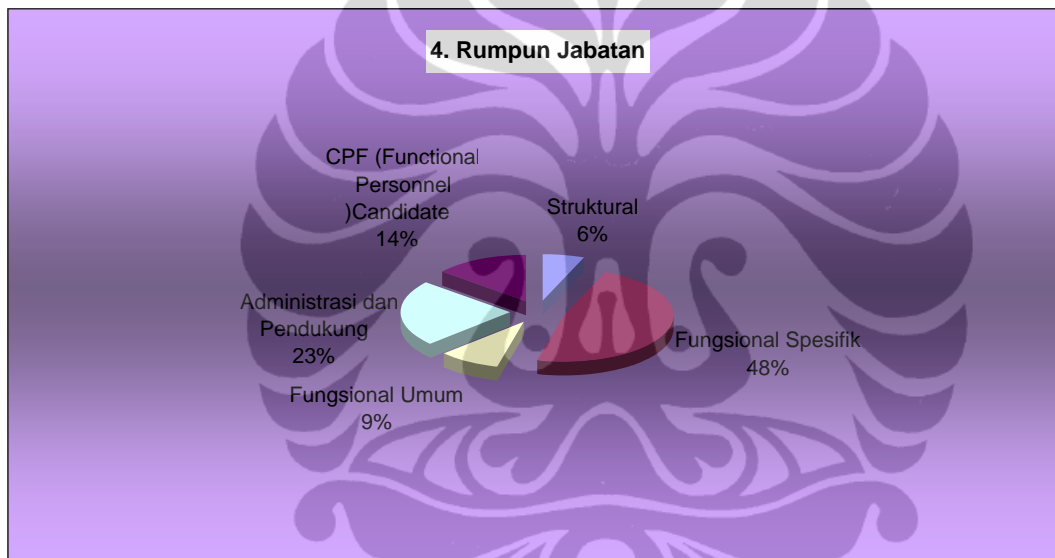 4. Rumpun Jabatan
CPF (Functional
Personnel
)Candidate
14%
Struktural
6%
Administrasi dan
Pendukung
23%
Fungsional Spesifik
48%
Fungsional Umum
9%